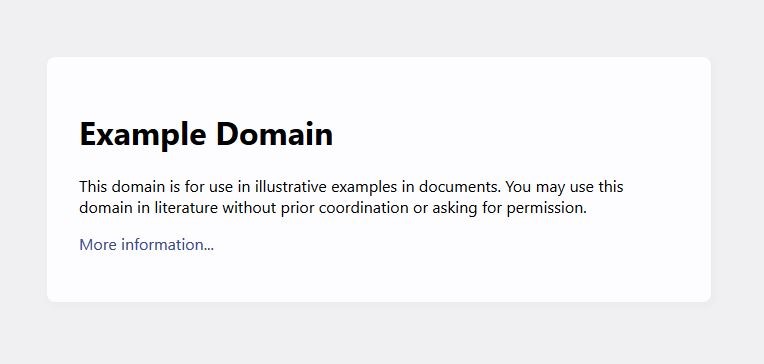 Example Domain
This domain is for use in illustrative examples in documents. You may use this
domain in literature without prior coordination or asking for permission.
More information...